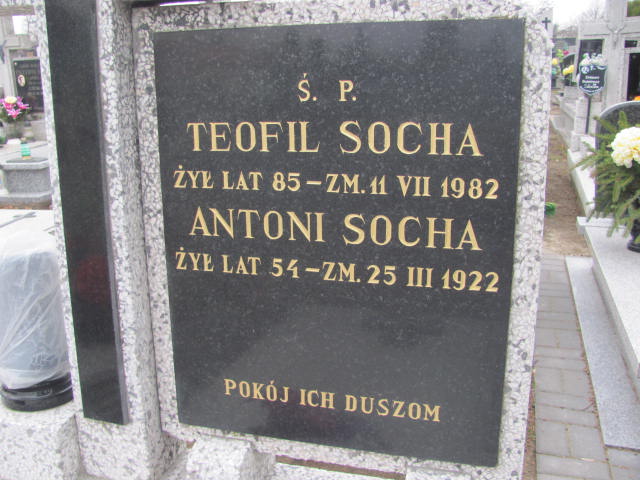 Ś. P.
TEOFIL SOCHA
ŻYŁ LAT 85 – ZM. 11 VII 1982
ANTONI SOCHA
ŻYŁ LAT 54 – ZM. 25 III 1922
POKÓJ ICH DUSZOM